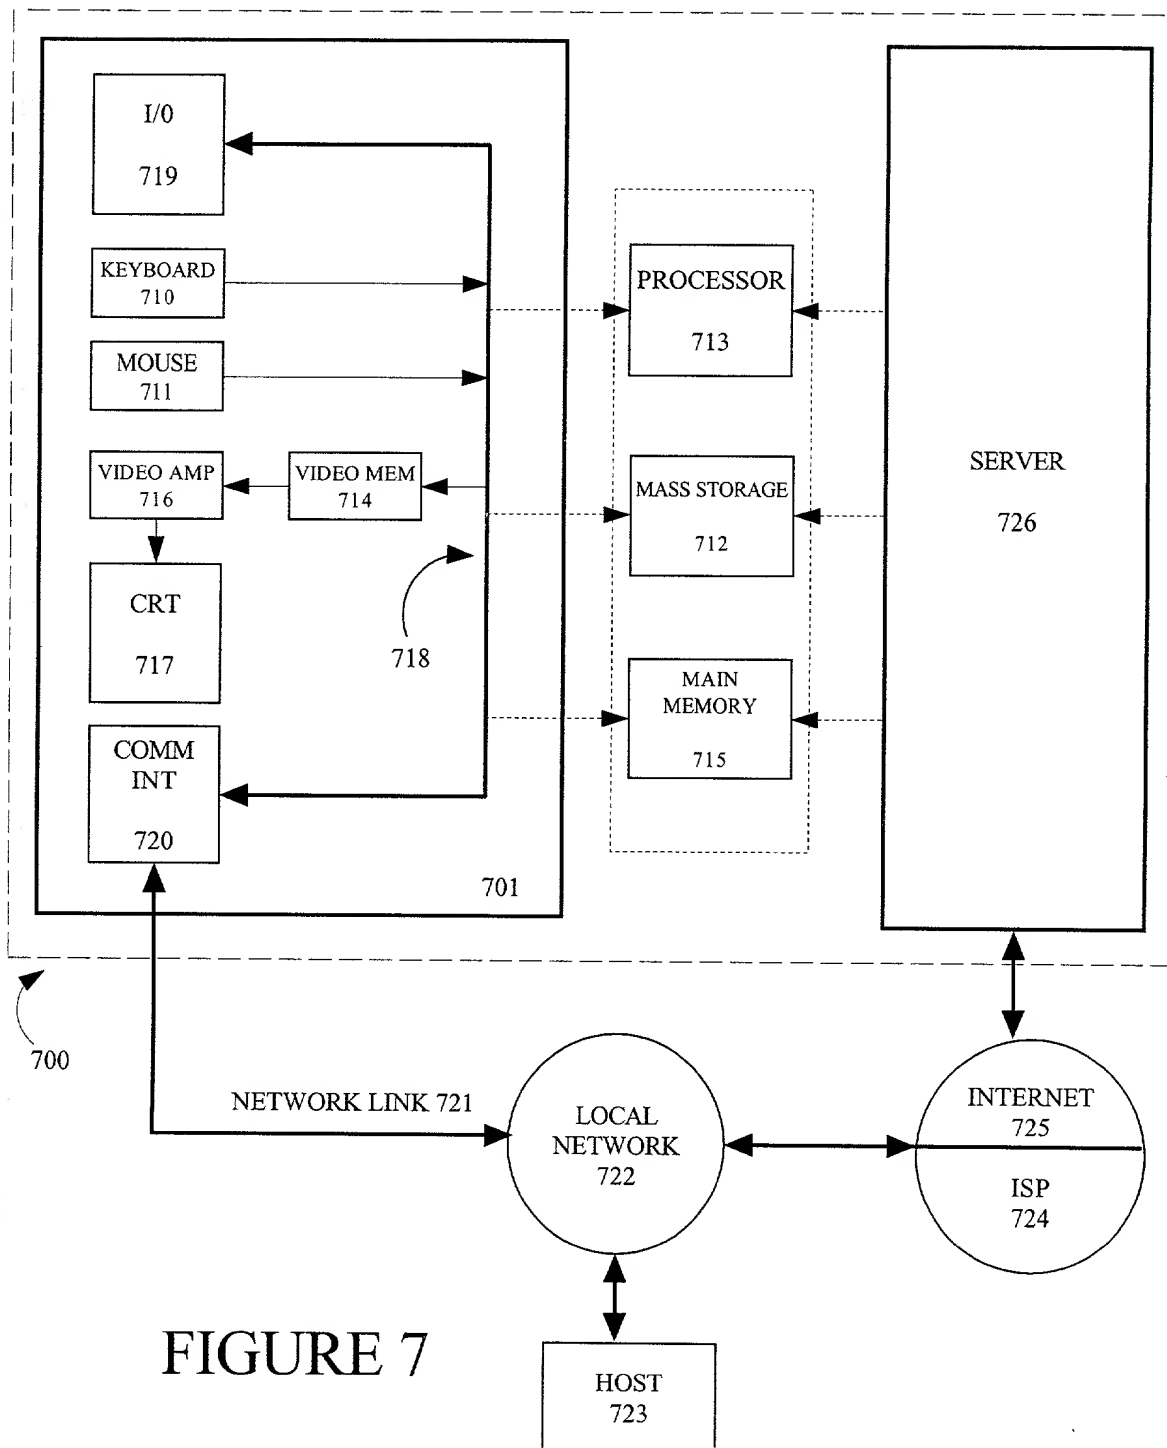 I/0
719
KEYBOARD
710
MOUSE
711
VIDEO AMP
716
VIDEO MEM
714
CRT
717
718
COMM
INT
720
701
PROCESSOR
713
MASS STORAGE
712
MAIN
MEMORY
715
SERVER
726
700
NETWORK LINK 721
LOCAL
NETWORK
722
INTERNET
725
ISP
724
HOST
723
FIGURE 7